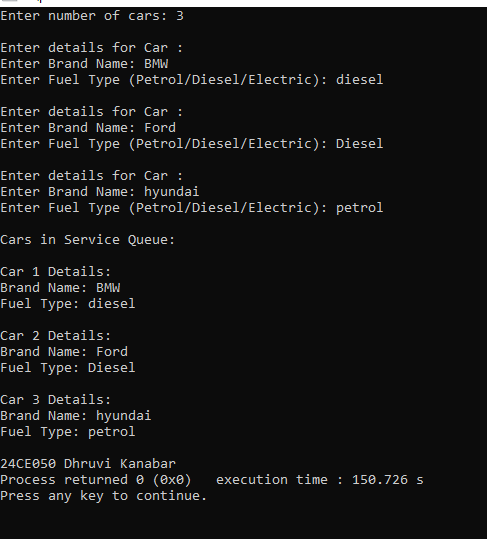 Enter number of cars: 3
Enter details for Car :
Enter Brand Name: BMW
Enter Fuel Type (Petrol/Diesel/Electric): diesel
Enter details for Car :
Enter Brand Name: Ford
Enter Fuel Type (Petrol/Diesel/Electric): Diesel
Enter details for Car :
Enter Brand Name: hyundai
Enter Fuel Type (Petrol/Diesel/Electric): petrol
Cars in Service Queue:
Car 1 Details:
Brand Name: BMW
Fuel Type: diesel
Car 2 Details:
Brand Name: Ford
Fuel Type: Diesel
Car 3 Details:
Brand Name: hyundai
Fuel Type: petrol
24CE050 Dhruvi Kanabar
Process returned 0 (0x0)   execution time : 150.726 s
Press any key to continue.